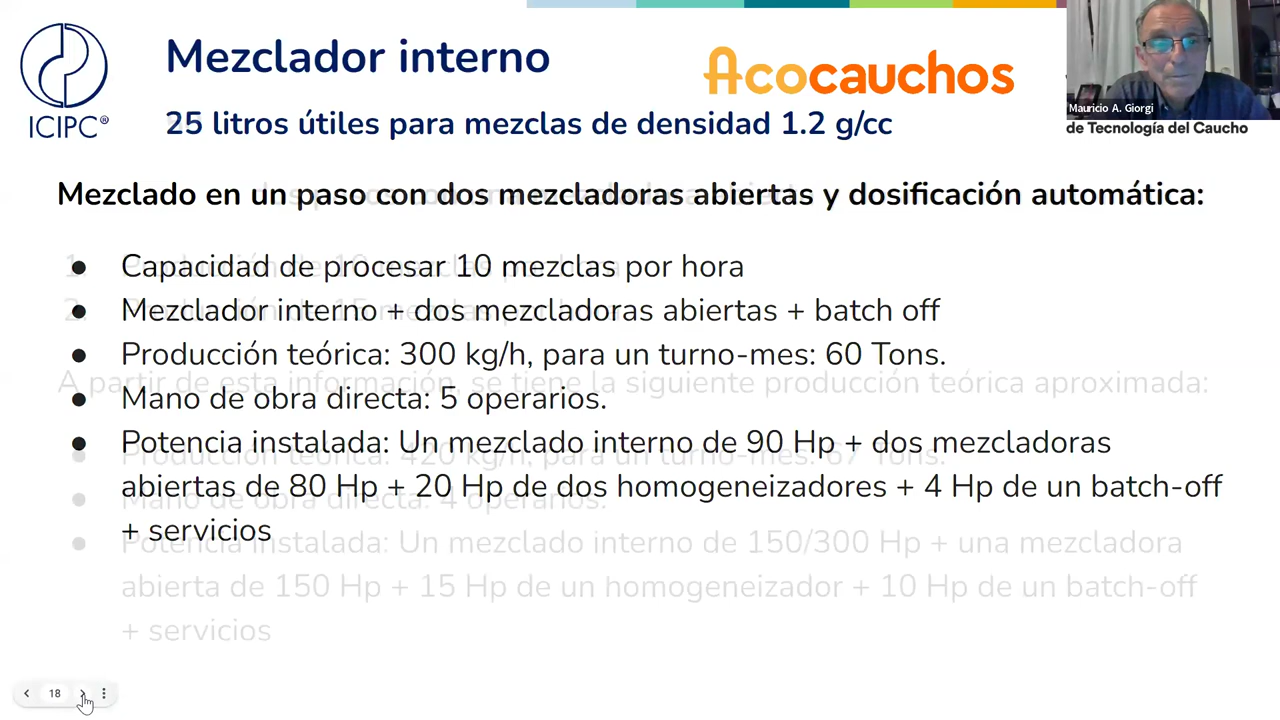 ICIPC®
Mezclador interno
25 litros útiles para mezclas de densidad 1.2 g/cc
Acocauchos
Mauricio A. Giorgi
de Tecnología del Caucho
Mezclado en un paso con dos mezcladoras abiertas y dosificación automática:
● Capacidad de procesar 10 mezclas por hora
● Mezclador interno + dos mezcladoras abiertas + batch off
● Producción teórica: 300 kg/h, para un turno-mes: 60 Tons.
● Mano de obra directa: 5 operarios.
● Potencia instalada: Un mezclado interno de 90 Hp + dos mezcladoras
abiertas de 80 Hp + 20 Hp de dos homogeneizadores + 4 Hp de un batch-off
+ servicios
A partir de esta información, se tiene la siguiente producción teórica aproximada:
● Producción teórica: 420 kg/h, para un turno-mes: 67 Tons.
● Mano de obra directa: 4 operarios.
● Potencia instalada: Un mezclado interno de 150/300 Hp + una mezcladora
abierta de 150 Hp + 15 Hp de un homogeneizador + 10 Hp de un batch-off
+ servicios
18